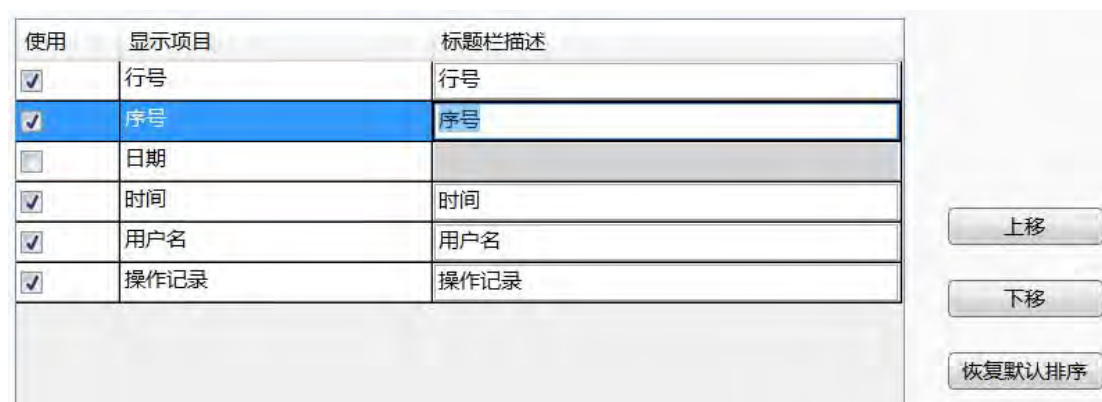 使用 显示项目 标题栏描述
行号 行号
序号 序号
日期
时间 时间
用户名 用户名
操作记录 操作记录
上移
下移
恢复默认排序